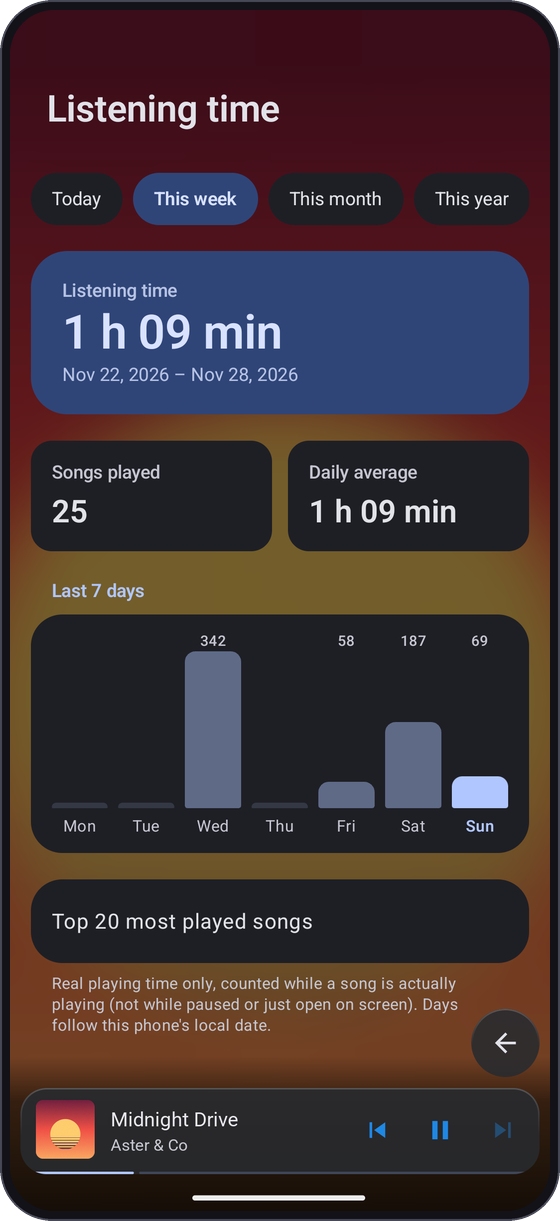 Listening time
Today
This week
This month
This year
Listening time
1 h 09 min
Nov 22, 2026 – Nov 28, 2026
Songs played
25
Daily average
1 h 09 min
Last 7 days
342
58
187
69
Mon
Tue
Wed
Thu
Fri
Sat
Sun
Top 20 most played songs
Real playing time only, counted while a song is actually
playing (not while paused or just open on screen). Days
follow this phone's local date.
Midnight Drive
Aster & Co